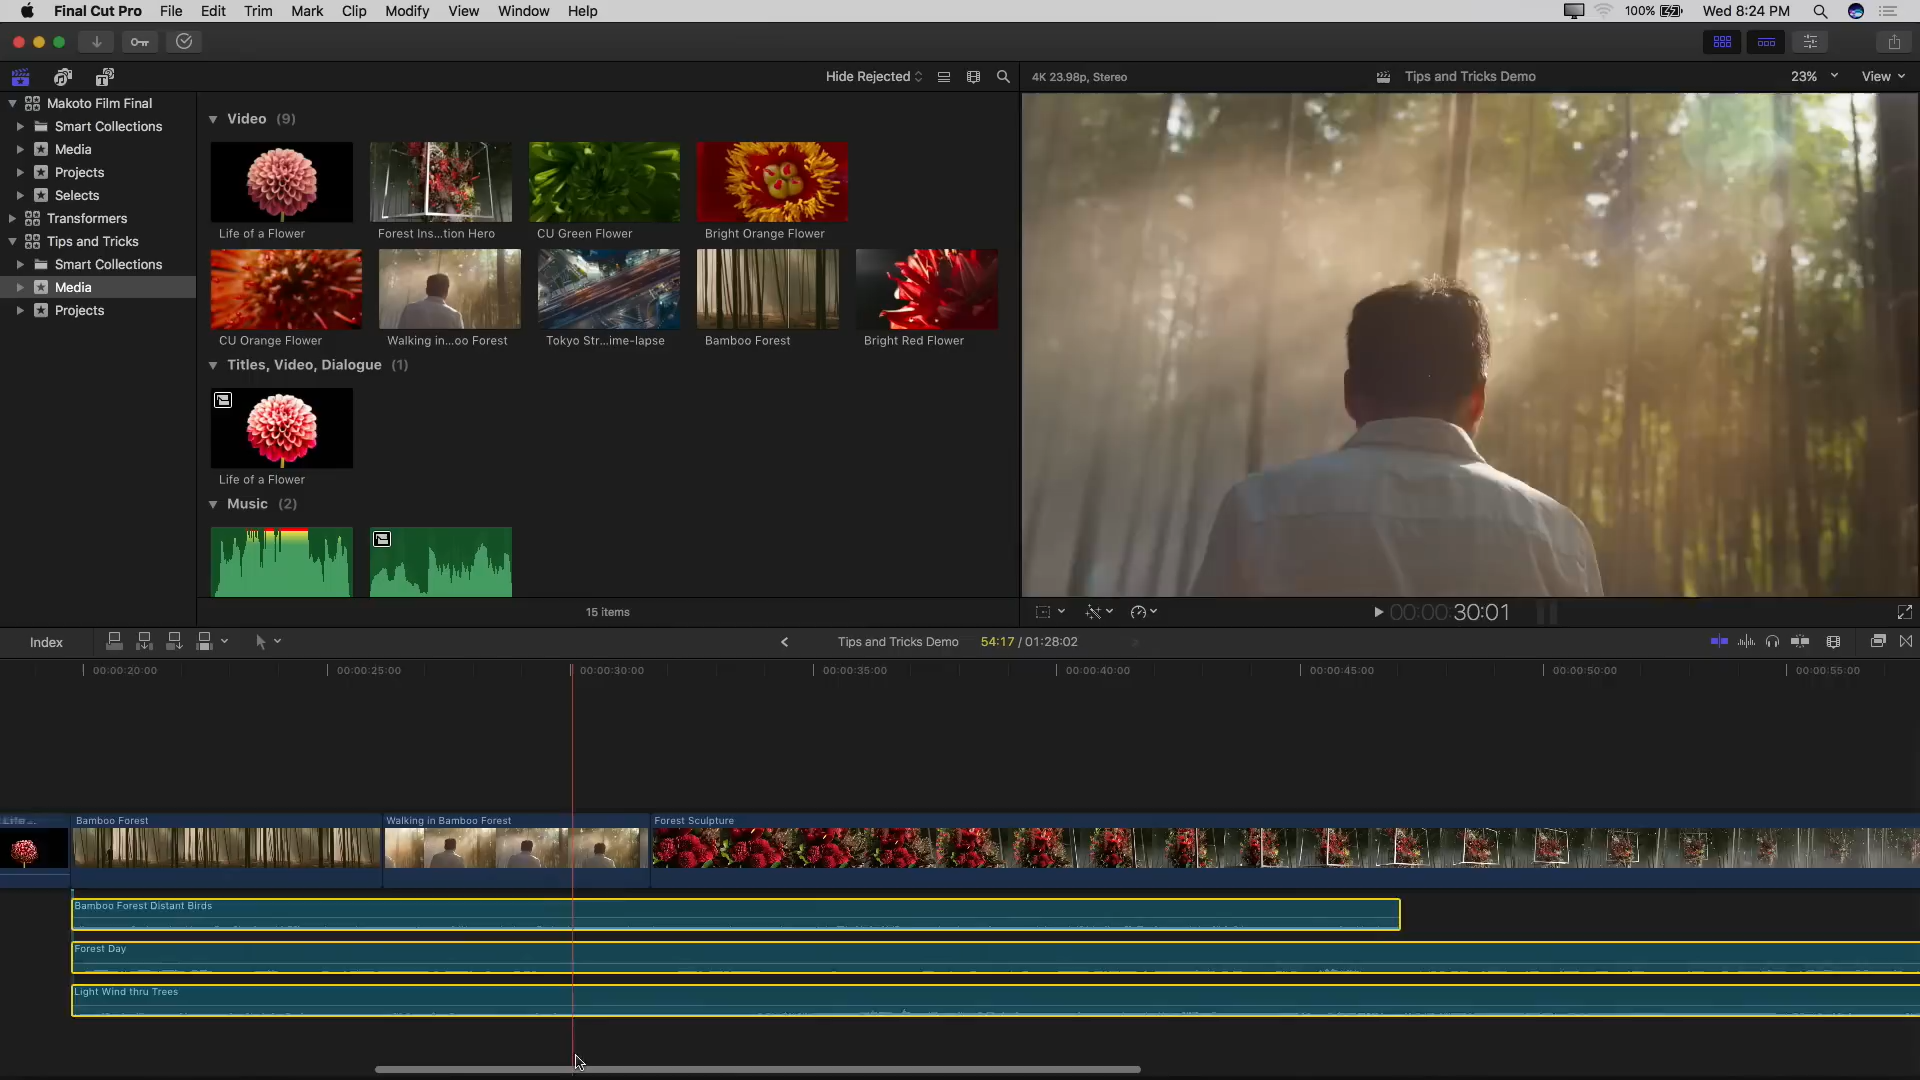 Final Cut Pro File Edit Trim Mark Clip Modify View Window Help 100% Wed 8:24 PM
Hide Rejected 4K 23.98p, Stereo Tips and Tricks Demo 23% View
Makoto Film Final
Smart Collections
Media
Projects
Selects
Transformers
Tips and Tricks
Smart Collections
Media
Projects
Video (9)
Life of a Flower Forest Ins...tion Hero CU Green Flower Bright Orange Flower
CU Orange Flower Walking in...oo Forest Tokyo Str...ime-lapse Bamboo Forest Bright Red Flower
Titles, Video, Dialogue (1)
Life of a Flower
Music (2)
15 items
00:00:30:01
Index Tips and Tricks Demo 54:17 / 01:28:02
00:00:20:00 00:00:25:00 00:00:30:00 00:00:35:00 00:00:40:00 00:00:45:00 00:00:50:00 00:00:55:00
Life ... Bamboo Forest Walking in Bamboo Forest Forest Sculpture
Bamboo Forest Distant Birds
Forest Day
Light Wind thru Trees